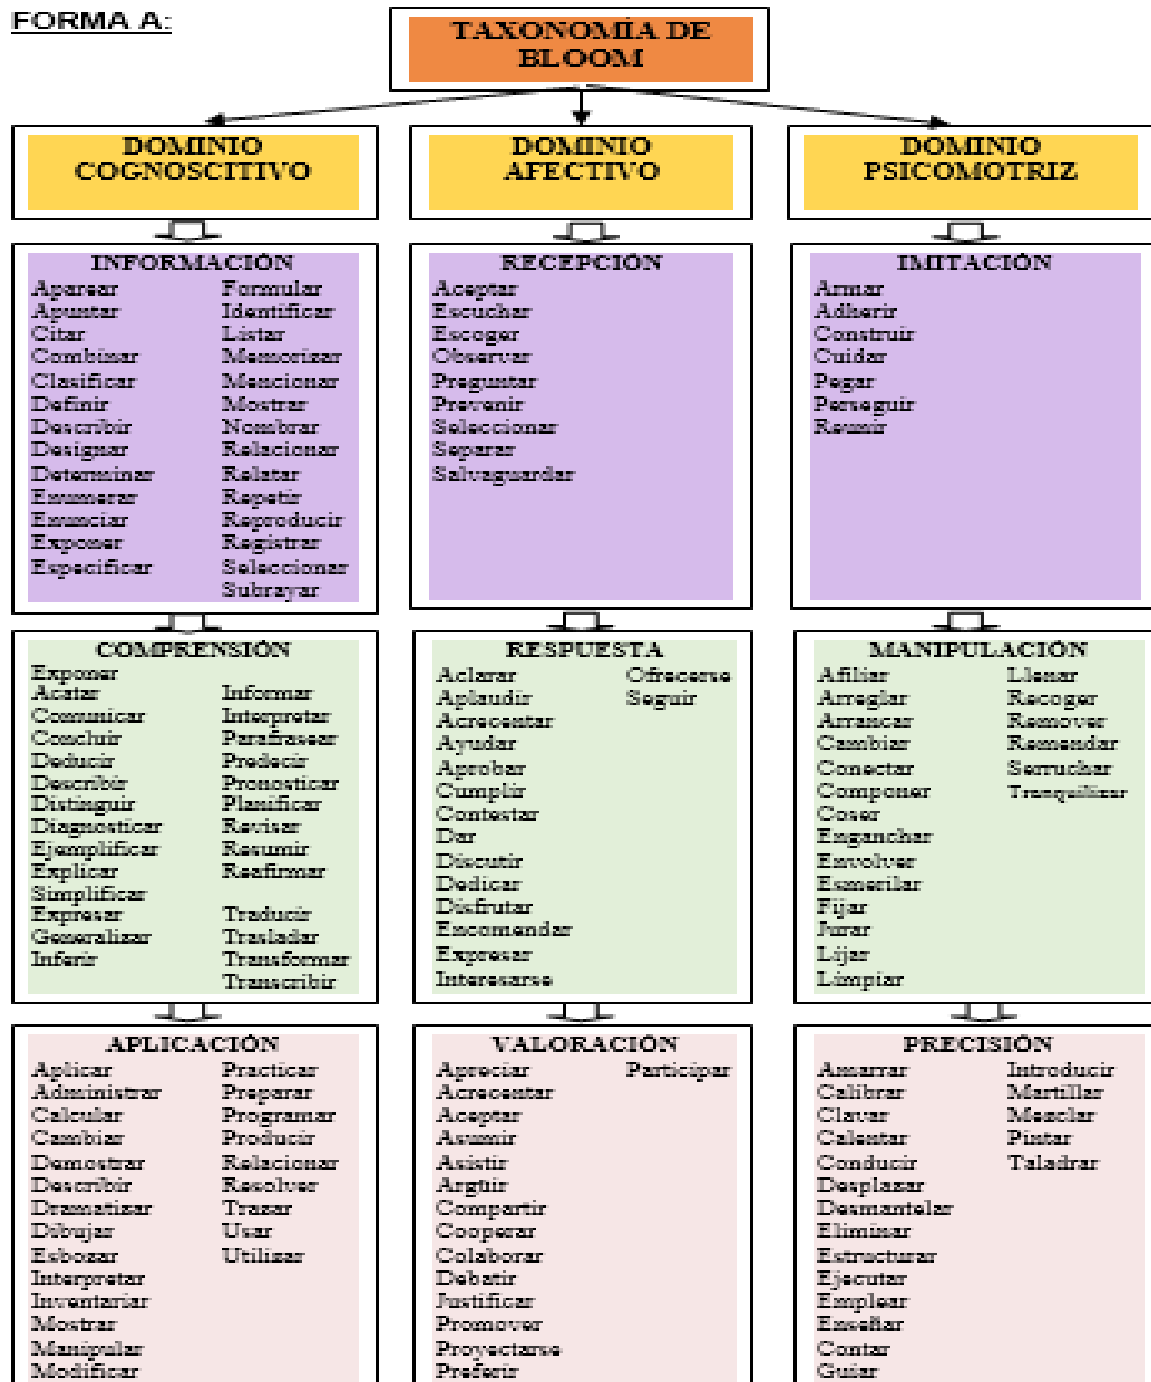 FORMA A:
TAXONOMÍA DE
BLOOM
DOMINIO
COGNOSCITIVO
DOMINIO
AFECTIVO
DOMINIO
PSICOMOTRIZ
INFORMACIÓN
Aparear Formular
Apuntar Identificar
Citar Listar
Combinar Memorizar
Clasificar Mencionar
Definir Mostrar
Describir Nombrar
Designar Relacionar
Determinar Relatar
Enumerar Repetir
Enunciar Reproducir
Exponer Registrar
Especificar Seleccionar
Subrayar
RECEPCIÓN
Aceptar
Escuchar
Escoger
Observar
Preguntar
Prevenir
Seleccionar
Separar
Salvaguardar
IMITACIÓN
Armar
Adherir
Construir
Cuidar
Pegar
Perseguir
Reunir
COMPRENSIÓN
Exponer
Acatar Informar
Comunicar Interpretar
Concluir Parafrasear
Deducir Predecir
Describir Pronosticar
Distinguir Planificar
Diagnosticar Revisar
Ejemplificar Resumir
Explicar Reafirmar
Simplificar
Expresar Traducir
Generalizar Trasladar
Inferir Transformar
Transcribir
RESPUESTA
Aclarar Ofrecerse
Aplaudir Seguir
Acrecentar
Ayudar
Aprobar
Cumplir
Contestar
Dar
Discutir
Dedicar
Disfrutar
Encomendar
Expresar
Interesarse
MANIPULACIÓN
Afiliar Llenar
Arreglar Recoger
Arrancar Remover
Cambiar Remendar
Conectar Serruchar
Componer Tranquilizar
Coser
Enganchar
Envolver
Esmerilar
Fijar
Jurar
Lijar
Limpiar
APLICACIÓN
Aplicar Practicar
Administrar Preparar
Calcular Programar
Cambiar Producir
Demostrar Relacionar
Describir Resolver
Dramatizar Trazar
Dibujar Usar
Esbozar Utilizar
Interpretar
Inventariar
Mostrar
Manipular
Modificar
VALORACIÓN
Apreciar Participar
Acrecentar
Aceptar
Asumir
Asistir
Argüir
Compartir
Cooperar
Colaborar
Debatir
Justificar
Promover
Proyectarse
Preferir
PRECISIÓN
Amarrar Introducir
Calibrar Martillar
Clavar Mezclar
Calentar Pintar
Conducir Taladrar
Desplazar
Desmantelar
Eliminar
Estructurar
Ejecutar
Emplear
Enseñar
Contar
Guiar